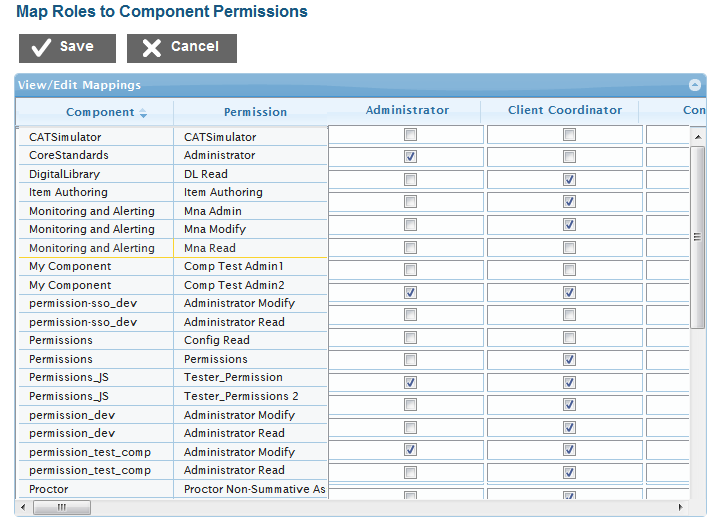 Map Roles to Component Permissions
Save Cancel
View/Edit Mappings
Component Permission Administrator Client Coordinator Con
CATSimulator CATSimulator
CoreStandards Administrator
DigitalLibrary DL Read
Item Authoring Item Authoring
Monitoring and Alerting Mna Admin
Monitoring and Alerting Mna Modify
Monitoring and Alerting Mna Read
My Component Comp Test Admin1
My Component Comp Test Admin2
permission-sso_dev Administrator Modify
permission-sso_dev Administrator Read
Permissions Config Read
Permissions Permissions
Permissions_JS Tester_Permission
Permissions_JS Tester_Permissions 2
permission_dev Administrator Modify
permission_dev Administrator Read
permission_test_comp Administrator Modify
permission_test_comp Administrator Read
Proctor Proctor Non-Summative As